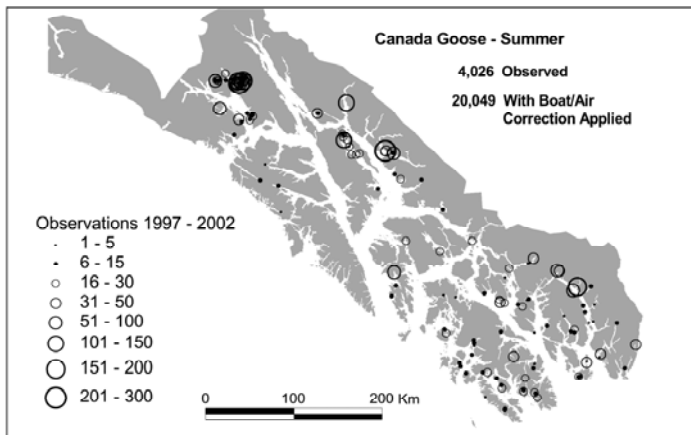 Canada Goose - Summer
4,026 Observed
20,049 With Boat/Air
Correction Applied
Observations 1997 - 2002
1 - 5
6 - 15
16 - 30
31 - 50
51 - 100
101 - 150
151 - 200
201 - 300
0 100 200 Km